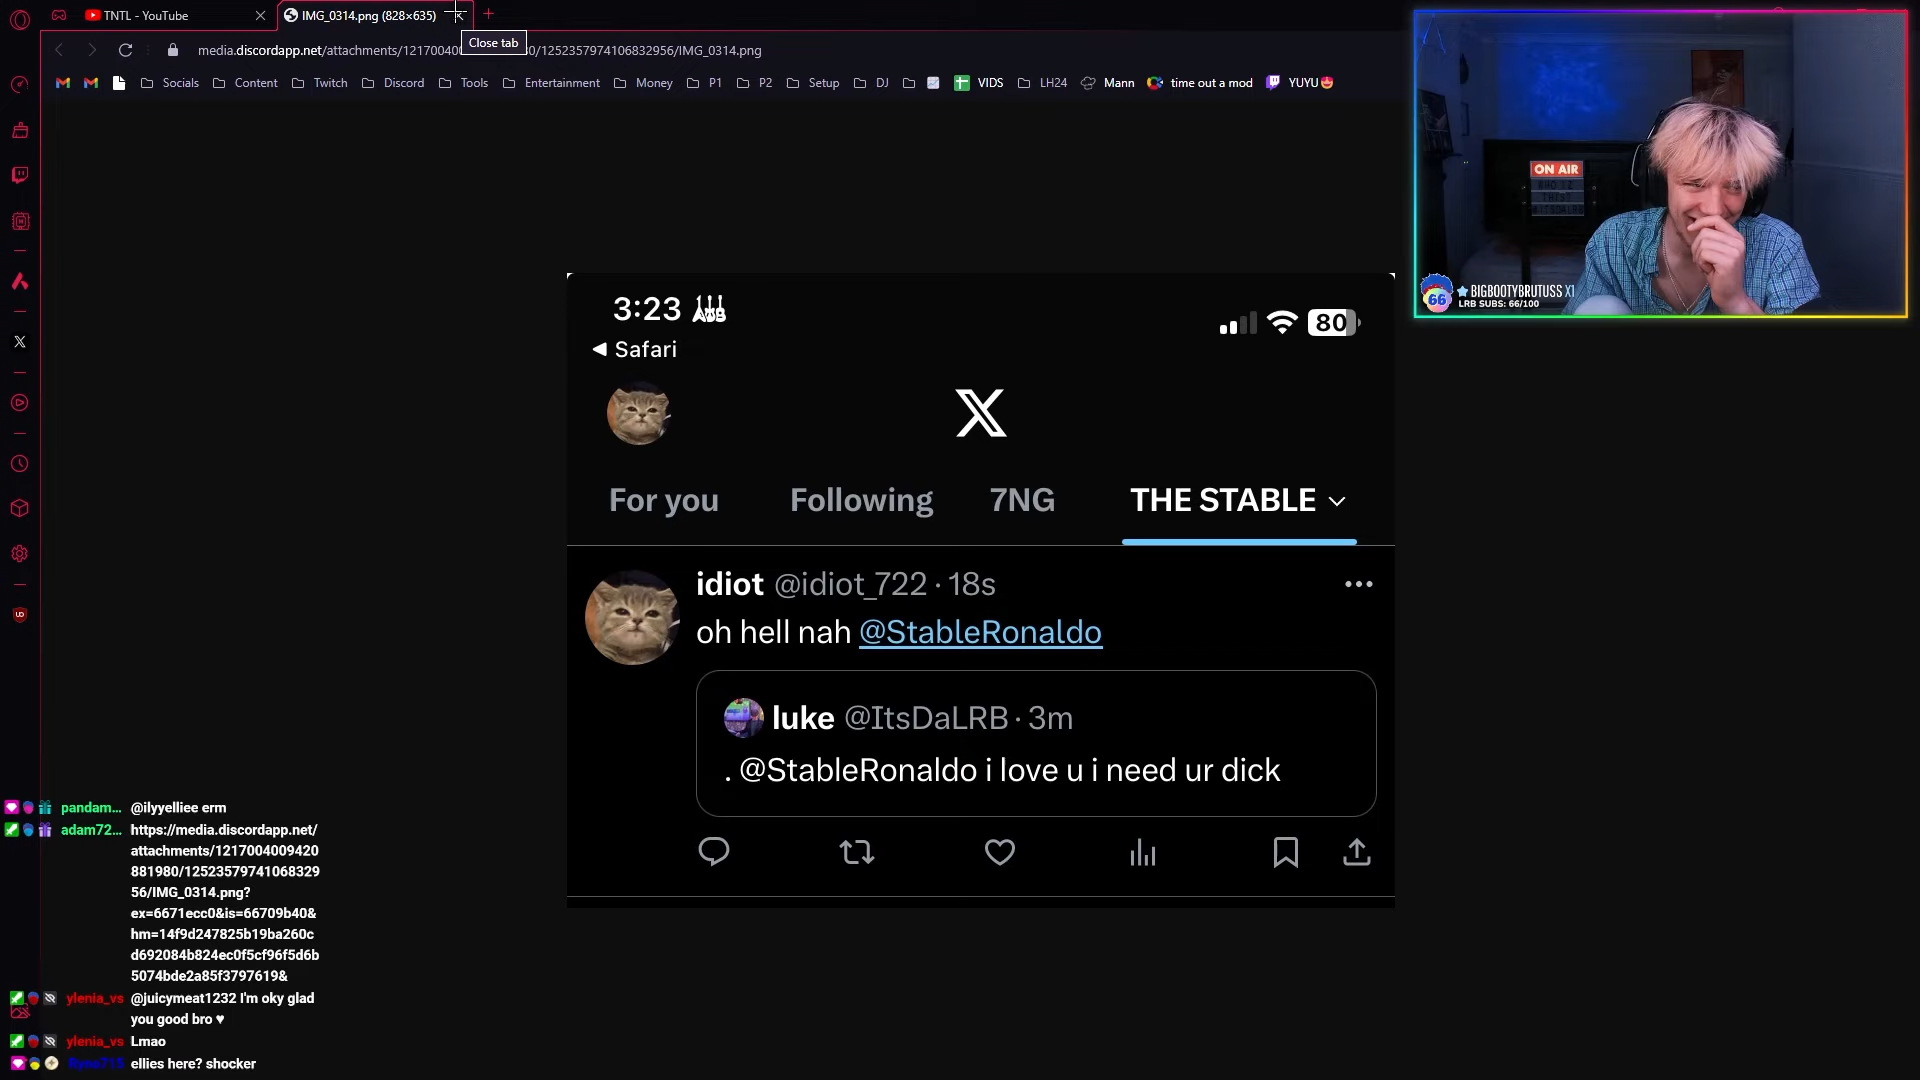 TNTL - YouTube
IMG_0314.png (828×635)
Close tab
media.discordapp.net/attachments/12170040
0/1252357974106832956/IMG_0314.png
Socials
Content
Twitch
Discord
Tools
Entertainment
Money
P1
P2
Setup
DJ
VIDS
LH24
Mann
time out a mod
YUYU
ON AIR
66
BIGBOOTYBRUTUSS X1
LRB SUBS: 66/100
3:23
80
Safari
For you
Following
7NG
THE STABLE
idiot @idiot_722 · 18s
oh hell nah @StableRonaldo
luke @ItsDaLRB · 3m
. @StableRonaldo i love u i need ur dick
pandam... @ilyyelliee erm
adam72... https://media.discordapp.net/
attachments/1217004009420
881980/12523579741068329
56/IMG_0314.png?
ex=6671ecc0&is=66709b40&
hm=14f9d247825b19ba260c
d692084b824ec0f5cf96f5d6b
5074bde2a85f3797619&
ylenia_vs @juicymeat1232 I'm oky glad
you good bro ♥
ylenia_vs Lmao
Ryno715 ellies here? shocker